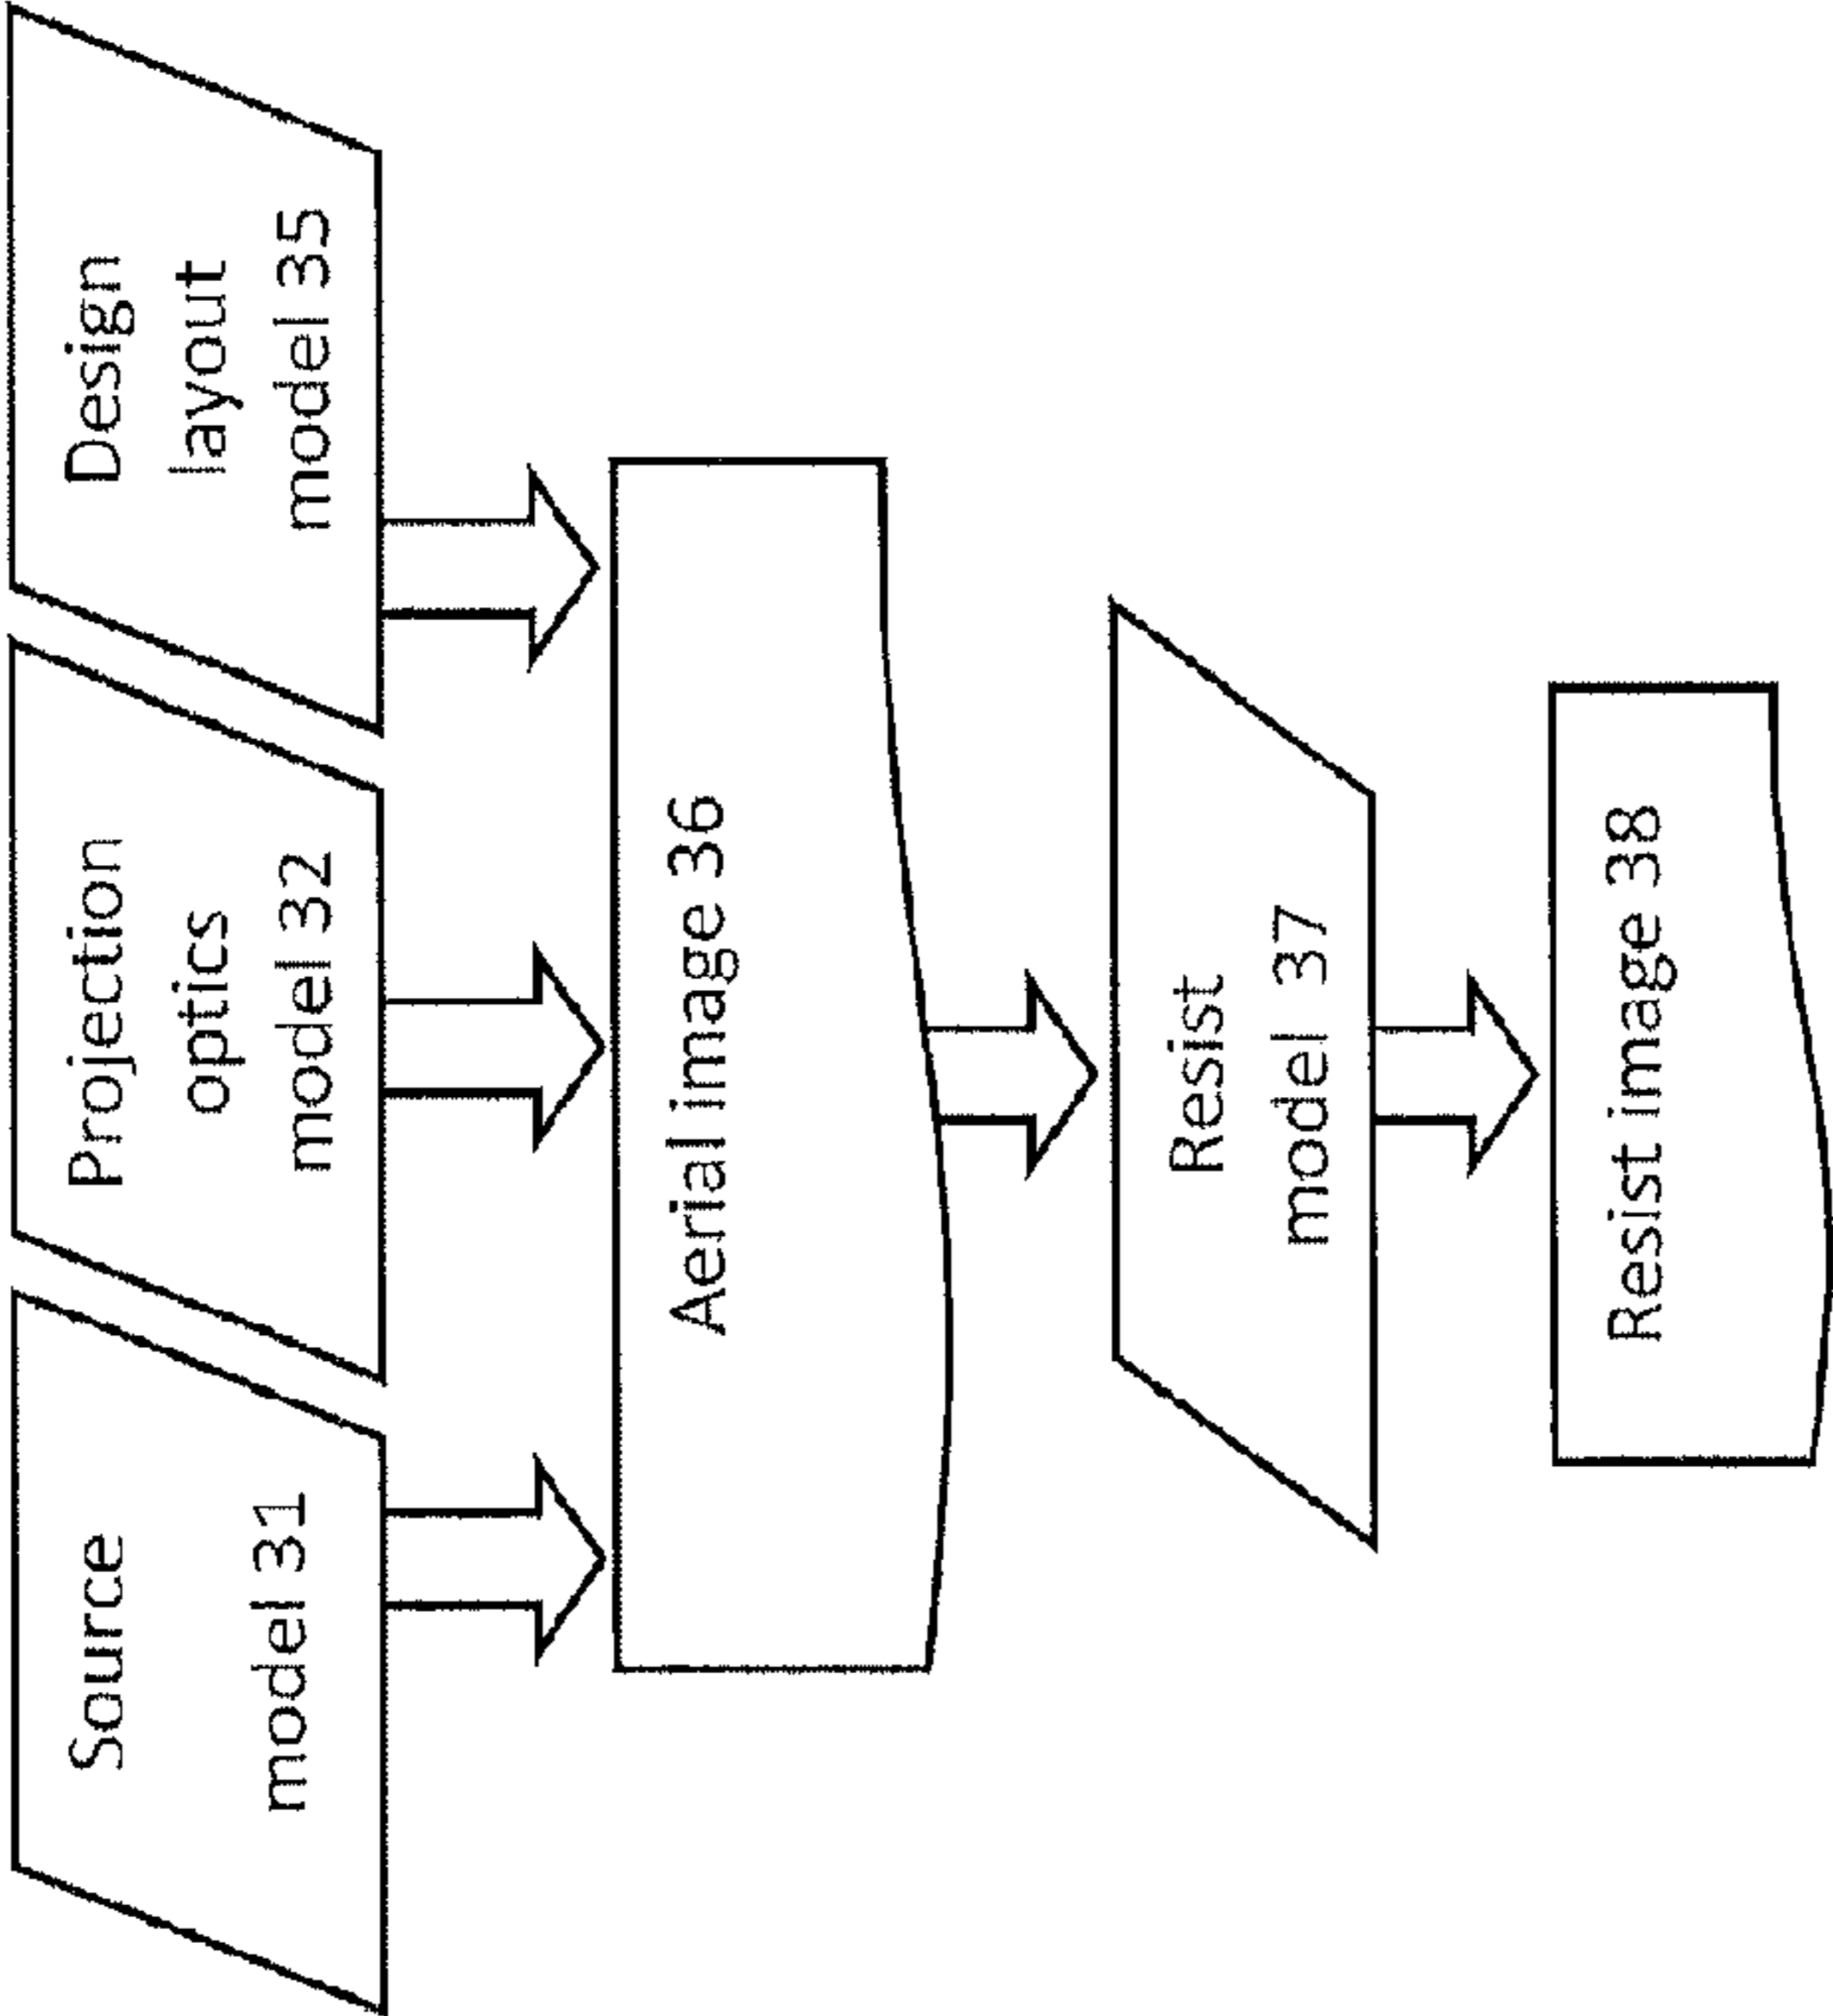 Source
model 31
Projection
optics
model 32
Design
layout
model 35
Aerial image 36
Resist
model 37
Resist image 38